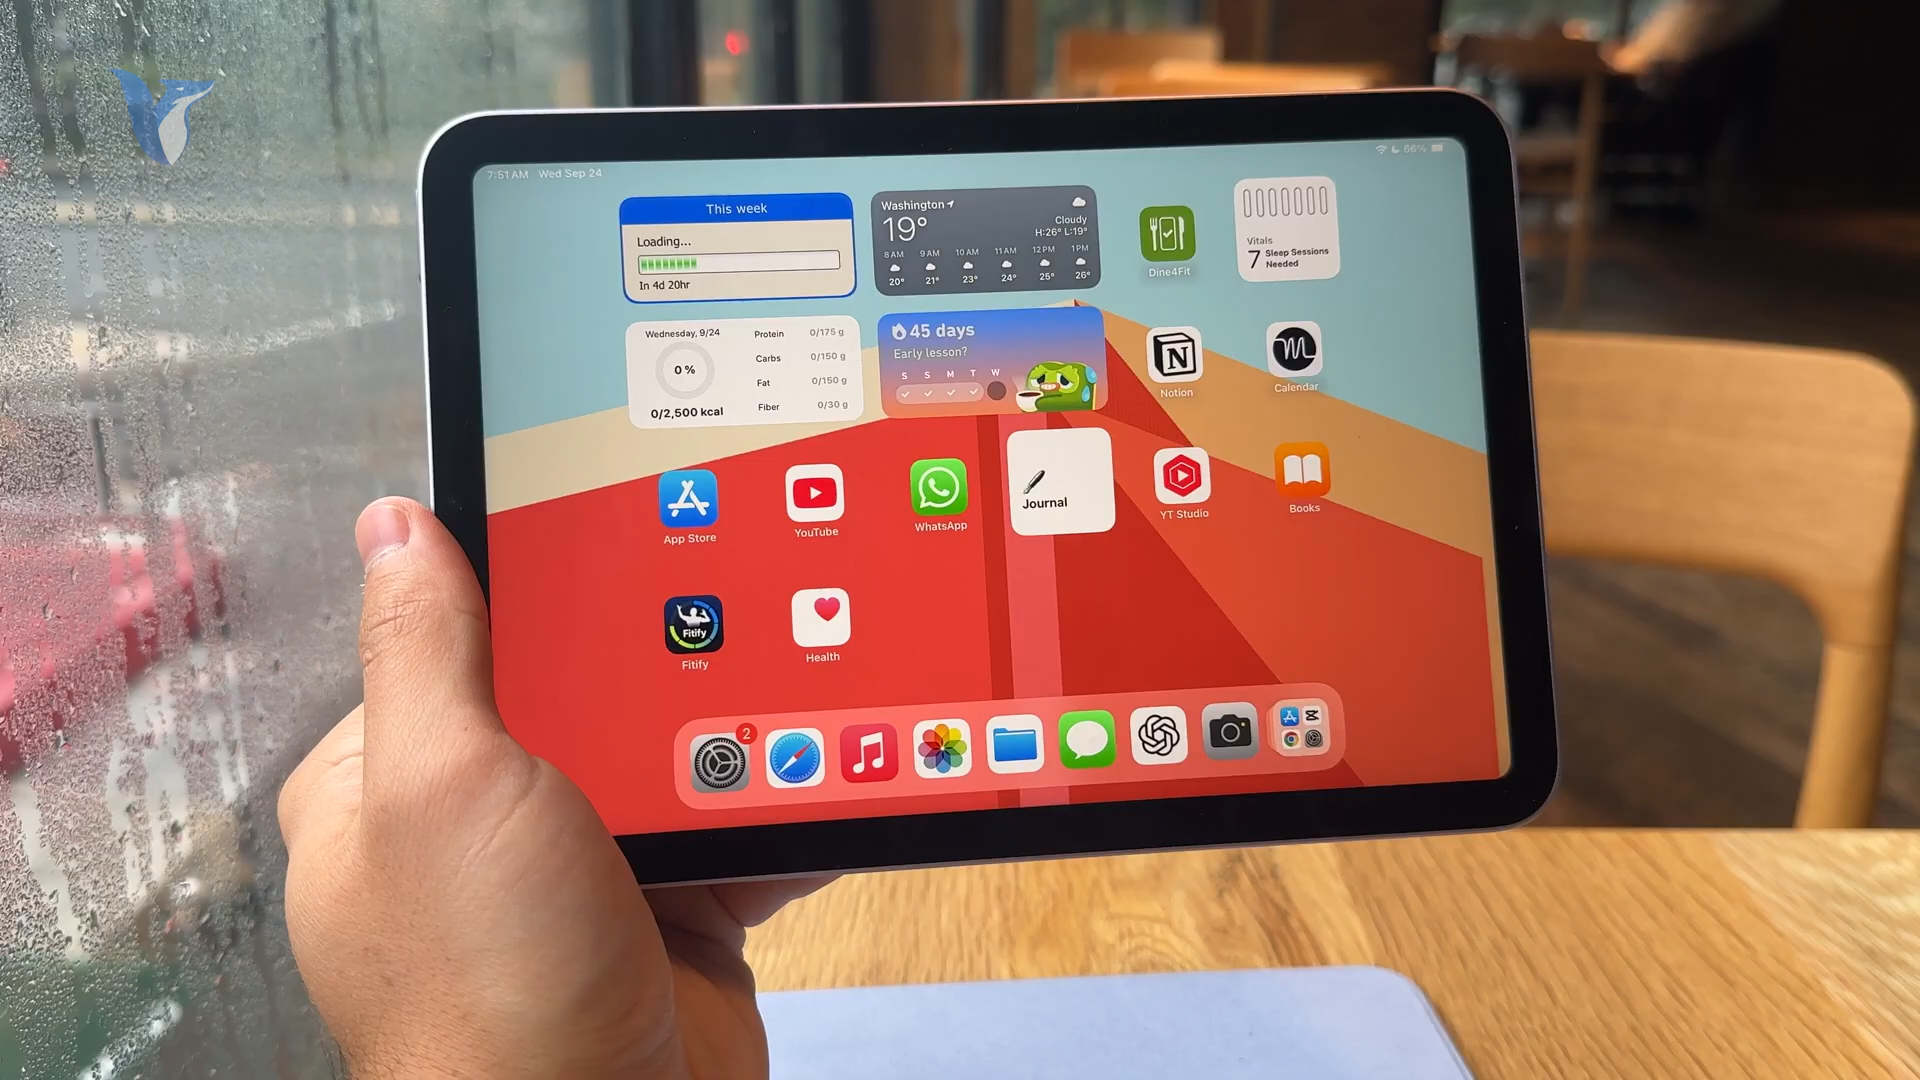 7:51 AM Wed Sep 24
66%
This week
Loading...
In 4d 20hr
Washington
19°
Cloudy
H:26° L:19°
8 AM 9 AM 10 AM 11 AM 12 PM 1 PM
20° 21° 23° 24° 25° 26°
Dine4Fit
Vitals
7 Sleep Sessions
Needed
Wednesday, 9/24
0 %
0/2,500 kcal
Protein 0/175 g
Carbs 0/150 g
Fat 0/150 g
Fiber 0/30 g
45 days
Early lesson?
S S M T W
N
Notion
Calendar
App Store
YouTube
WhatsApp
Journal
YT Studio
Books
Fitify
Fitify
Health
2